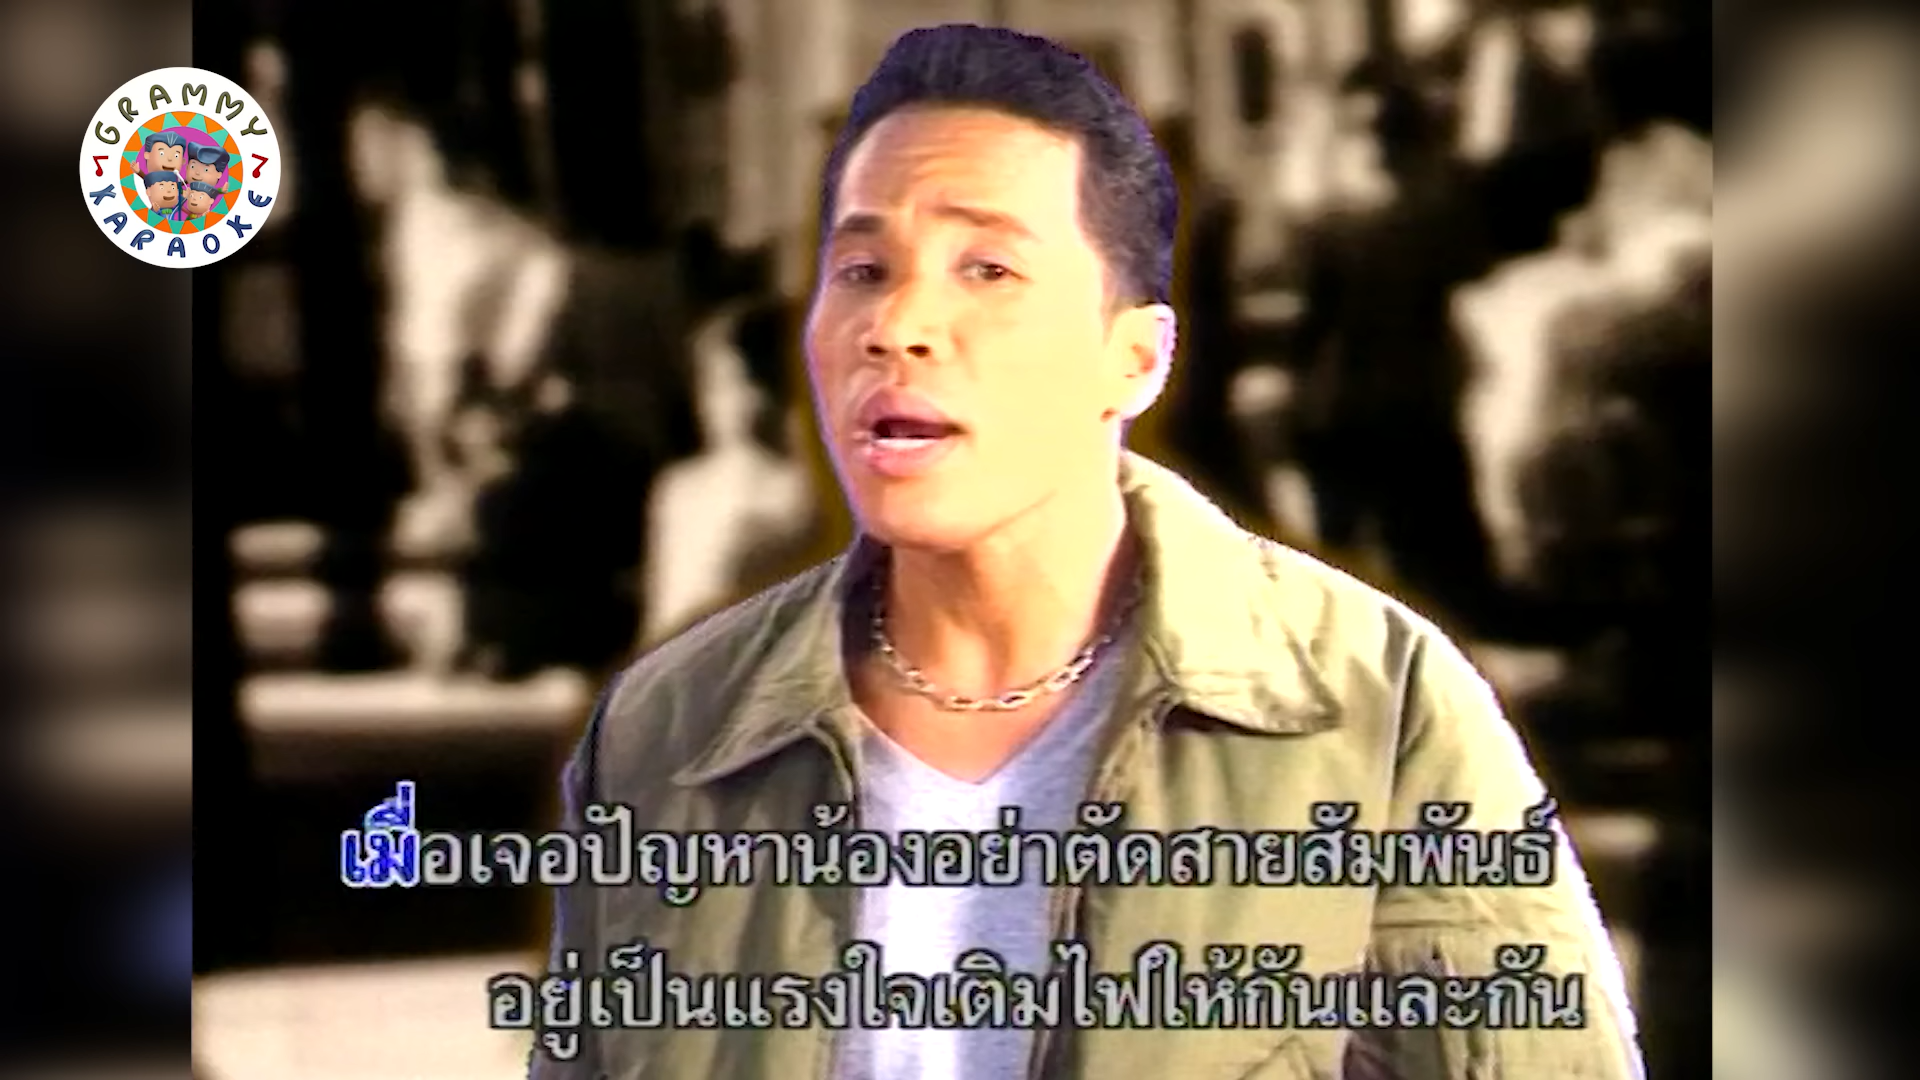 GRAMMY
KARAOKE
เมื่อเจอปัญหาน้องอย่าตัดสายสัมพันธ์
อยู่เป็นแรงใจเติมไฟให้กันและกัน